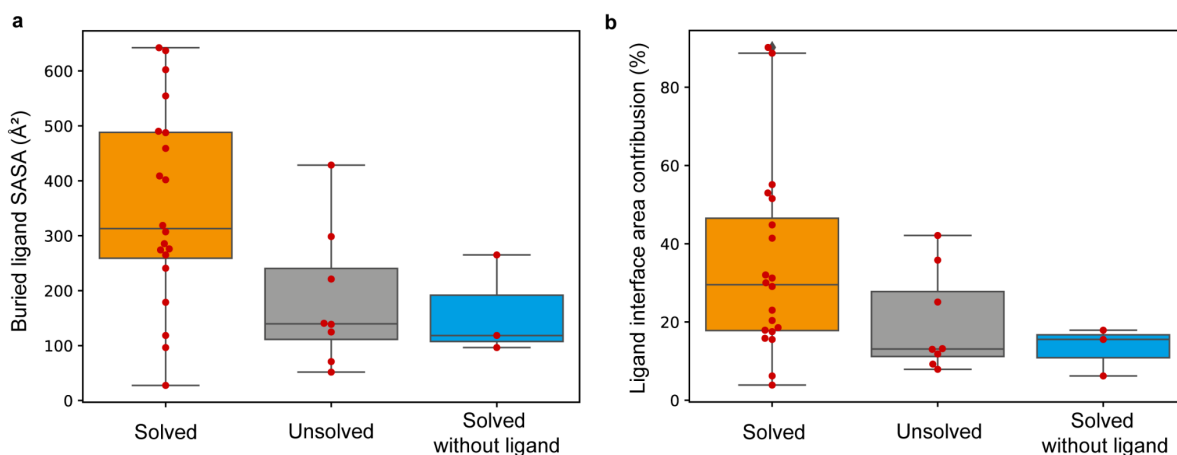 a
Buried ligand SASA (Å²)
600
500
400
300
200
100
0
Solved
Unsolved
Solved
without ligand
b
Ligand interface area contribusion (%)
80
60
40
20
0
Solved
Unsolved
Solved
without ligand